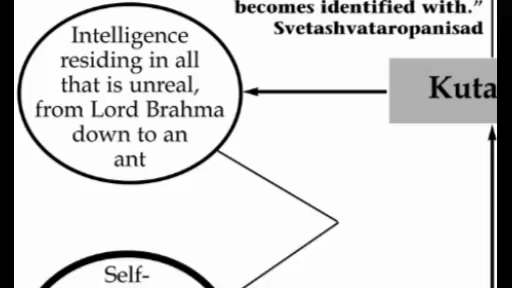 becomes identified with.”
Svetashvataropanisad
Intelligence
residing in all
that is unreal,
from Lord Brahma
down to an
ant
Kuta
Self-